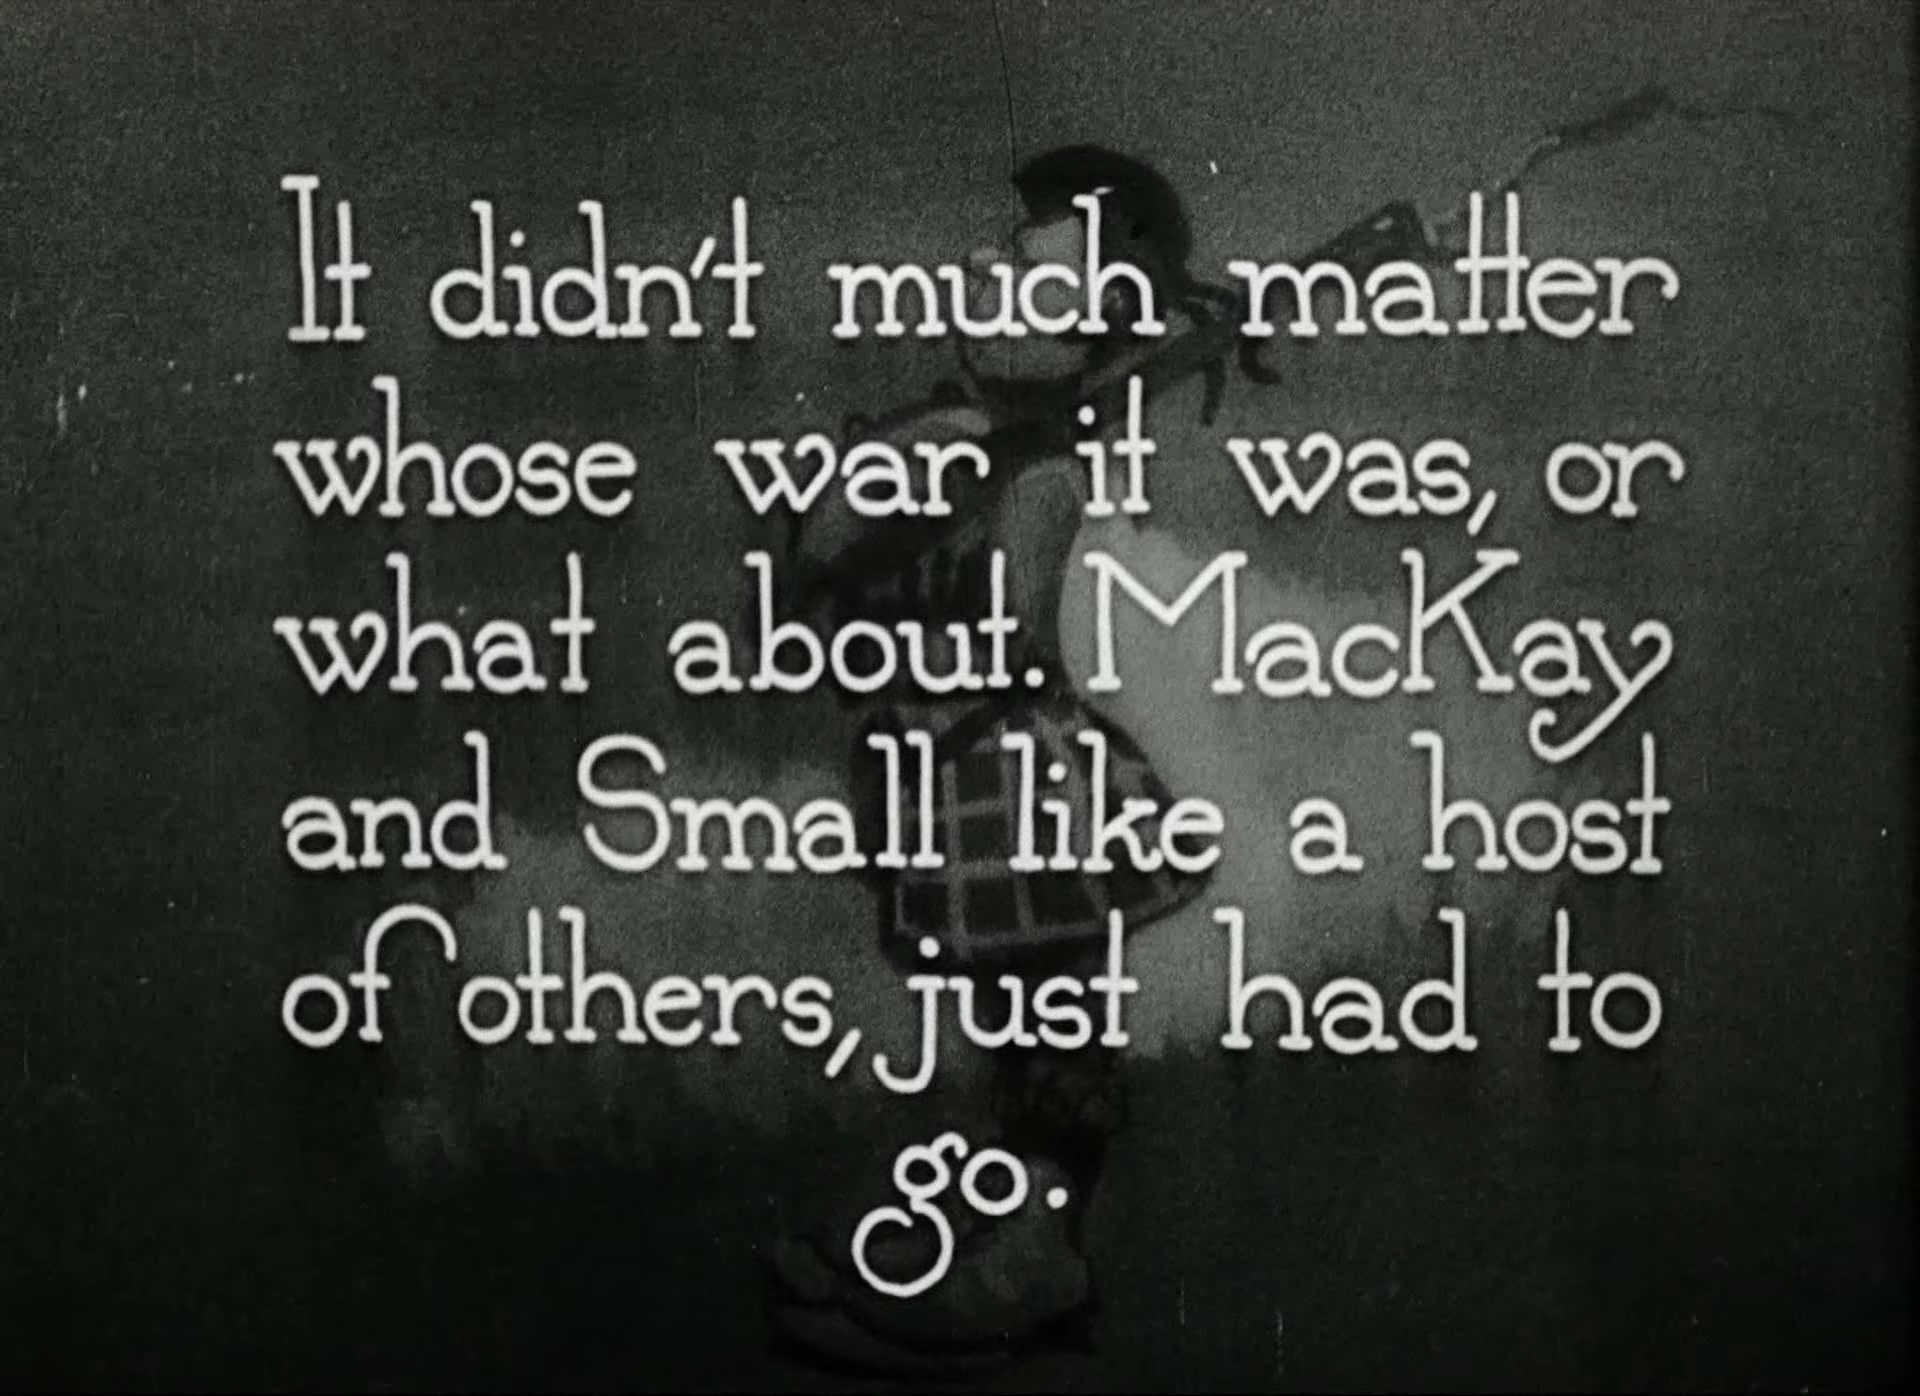 It didn't much matter
whose war it was, or
what about. MacKay
and Small like a host
of others, just had to
go.